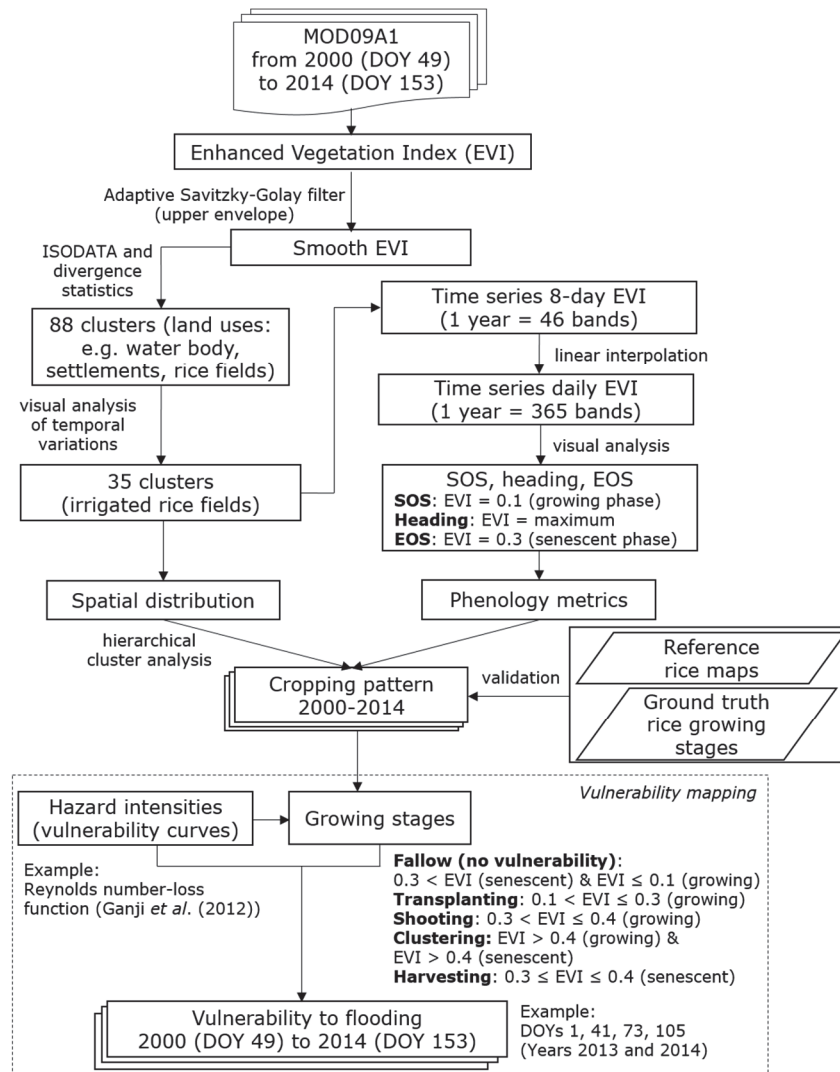 MOD09A1
from 2000 (DOY 49)
to 2014 (DOY 153)
Enhanced Vegetation Index (EVI)
Adaptive Savitzky-Golay filter
(upper envelope)
Smooth EVI
ISODATA and
divergence
statistics
88 clusters (land uses:
e.g. water body,
settlements, rice fields)
Time series 8-day EVI
(1 year = 46 bands)
linear interpolation
Time series daily EVI
(1 year = 365 bands)
visual analysis
of temporal
variations
visual analysis
35 clusters
(irrigated rice fields)
SOS, heading, EOS
SOS: EVI = 0.1 (growing phase)
Heading: EVI = maximum
EOS: EVI = 0.3 (senescent phase)
Spatial distribution
Phenology metrics
hierarchical
cluster analysis
Cropping pattern
2000-2014
validation
Reference
rice maps
Ground truth
rice growing
stages
Vulnerability mapping
Hazard intensities
(vulnerability curves)
Growing stages
Example:
Reynolds number-loss
function (Ganji et al. (2012))
Fallow (no vulnerability):
0.3 < EVI (senescent) & EVI ≤ 0.1 (growing)
Transplanting: 0.1 < EVI ≤ 0.3 (growing)
Shooting: 0.3 < EVI ≤ 0.4 (growing)
Clustering: EVI > 0.4 (growing) &
EVI > 0.4 (senescent)
Harvesting: 0.3 ≤ EVI ≤ 0.4 (senescent)
Vulnerability to flooding
2000 (DOY 49) to 2014 (DOY 153)
Example:
DOYs 1, 41, 73, 105
(Years 2013 and 2014)